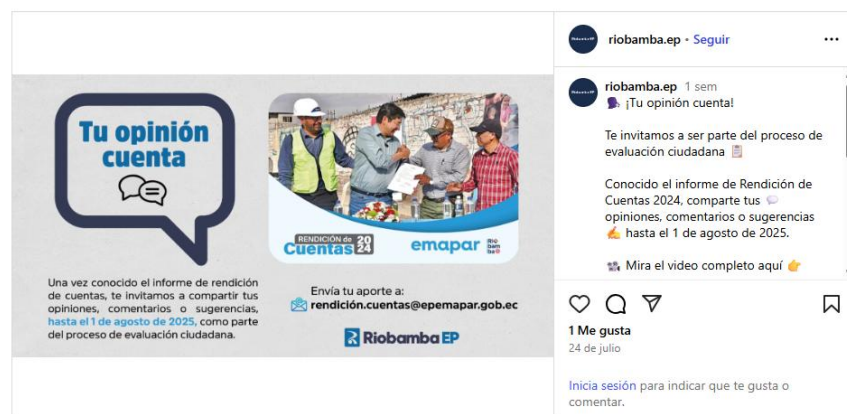 Tu opinión
cuenta
Una vez conocido el informe de rendición
de cuentas, te invitamos a compartir tus
opiniones, comentarios o sugerencias,
hasta el 1 de agosto de 2025, como parte
del proceso de evaluación ciudadana.
RENDICIÓN de
Cuentas 2024
emapar
Rio
bam
ba
Envía tu aporte a:
rendición.cuentas@epemapar.gob.ec
Riobamba EP
riobamba.ep • Seguir
riobamba.ep 1 sem
🗣️ ¡Tu opinión cuenta!
Te invitamos a ser parte del proceso de
evaluación ciudadana 📋
Conocido el informe de Rendición de
Cuentas 2024, comparte tus 💬
opiniones, comentarios o sugerencias
✍️ hasta el 1 de agosto de 2025.
📽️ Mira el video completo aquí 👉
1 Me gusta
24 de julio
Inicia sesión para indicar que te gusta o
comentar.